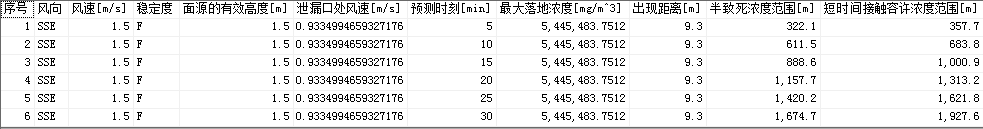 序号 风向 风速[m/s] 稳定度 面源的有效高度[m] 泄漏口处风速[m/s] 预测时刻[min] 最大落地浓度[mg/m^3] 出现距离[m] 半致死浓度范围[m] 短时间接触容许浓度范围[m]
1 SSE 1.5 F 1.5 0.9334994659327176 5 5,445,483.7512 9.3 322.1 357.7
2 SSE 1.5 F 1.5 0.9334994659327176 10 5,445,483.7512 9.3 611.5 683.8
3 SSE 1.5 F 1.5 0.9334994659327176 15 5,445,483.7512 9.3 888.6 1,000.9
4 SSE 1.5 F 1.5 0.9334994659327176 20 5,445,483.7512 9.3 1,157.7 1,313.2
5 SSE 1.5 F 1.5 0.9334994659327176 25 5,445,483.7512 9.3 1,420.2 1,621.8
6 SSE 1.5 F 1.5 0.9334994659327176 30 5,445,483.7512 9.3 1,674.7 1,927.6